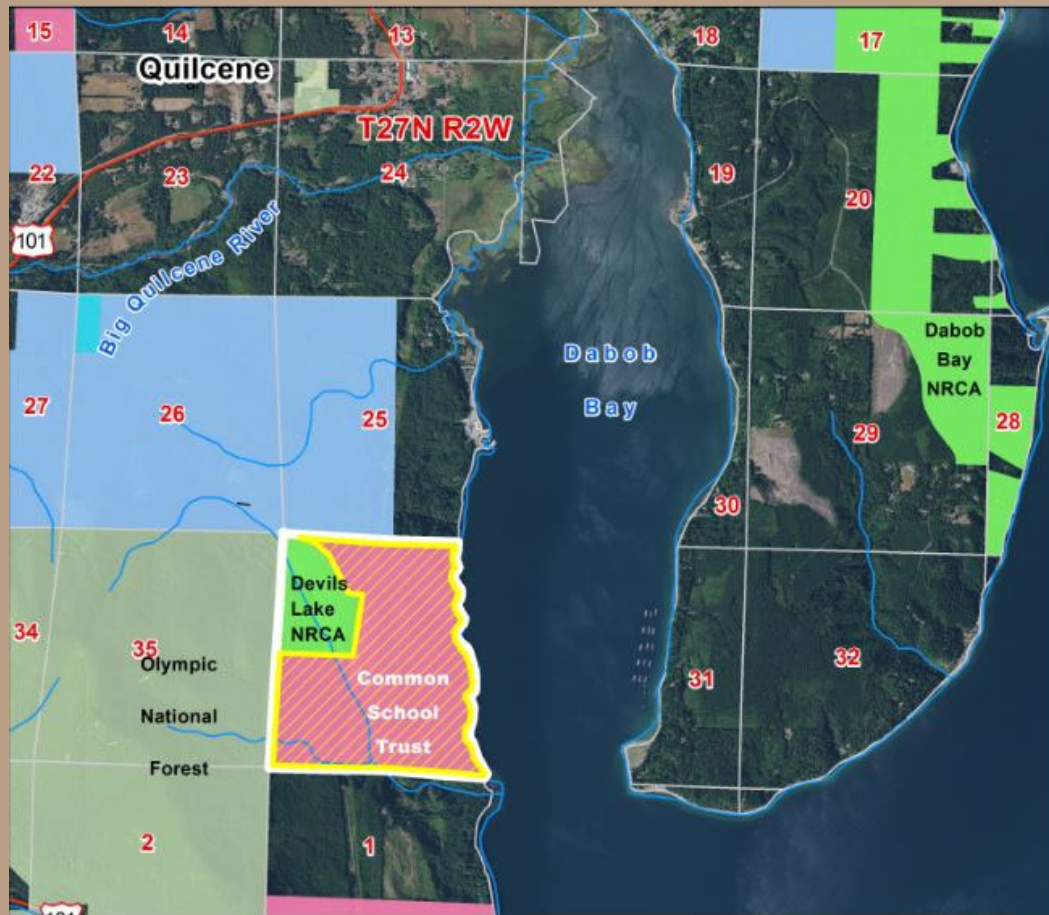 15
14
13
18
17
Quilcene
T27N R2W
22
23
24
19
20
101
Big Quilcene River
Dabob
Bay
Dabob
Bay
NRCA
27
26
25
30
29
28
Devils
Lake
NRCA
34
35
Olympic
National
Forest
Common
School
Trust
31
32
2
1
101